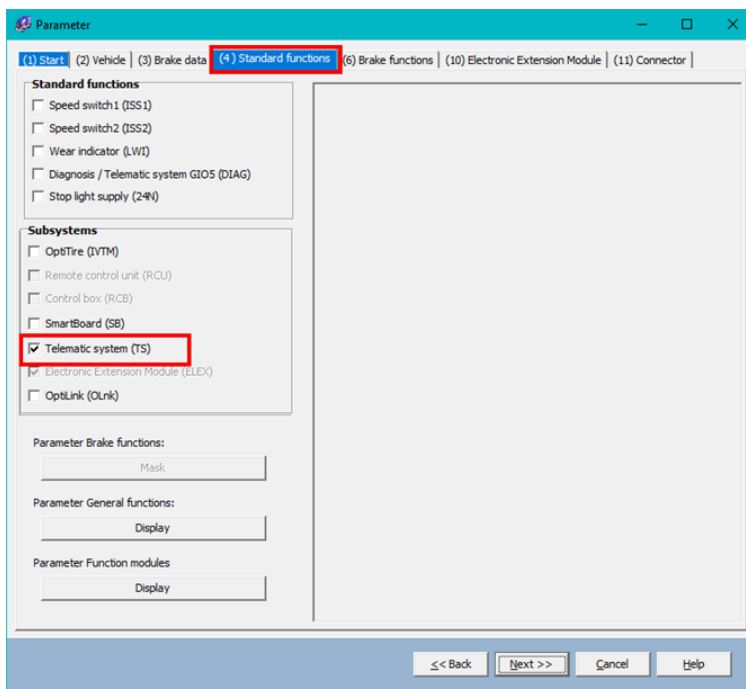 Parameter
(1) Start (2) Vehicle (3) Brake data (4) Standard functions (6) Brake functions (10) Electronic Extension Module (11) Connector
Standard functions
Speed switch1 (ISS1)
Speed switch2 (ISS2)
Wear indicator (LWI)
Diagnosis / Telematic system GIO5 (DIAG)
Stop light supply (24N)
Subsystems
OptiTire (IVTM)
Remote control unit (RCU)
Control box (RCB)
SmartBoard (SB)
Telematic system (TS)
Electronic Extension Module (ELEX)
OptiLink (OLnk)
Parameter Brake functions:
Mask
Parameter General functions:
Display
Parameter Function modules
Display
<< Back Next >> Cancel Help